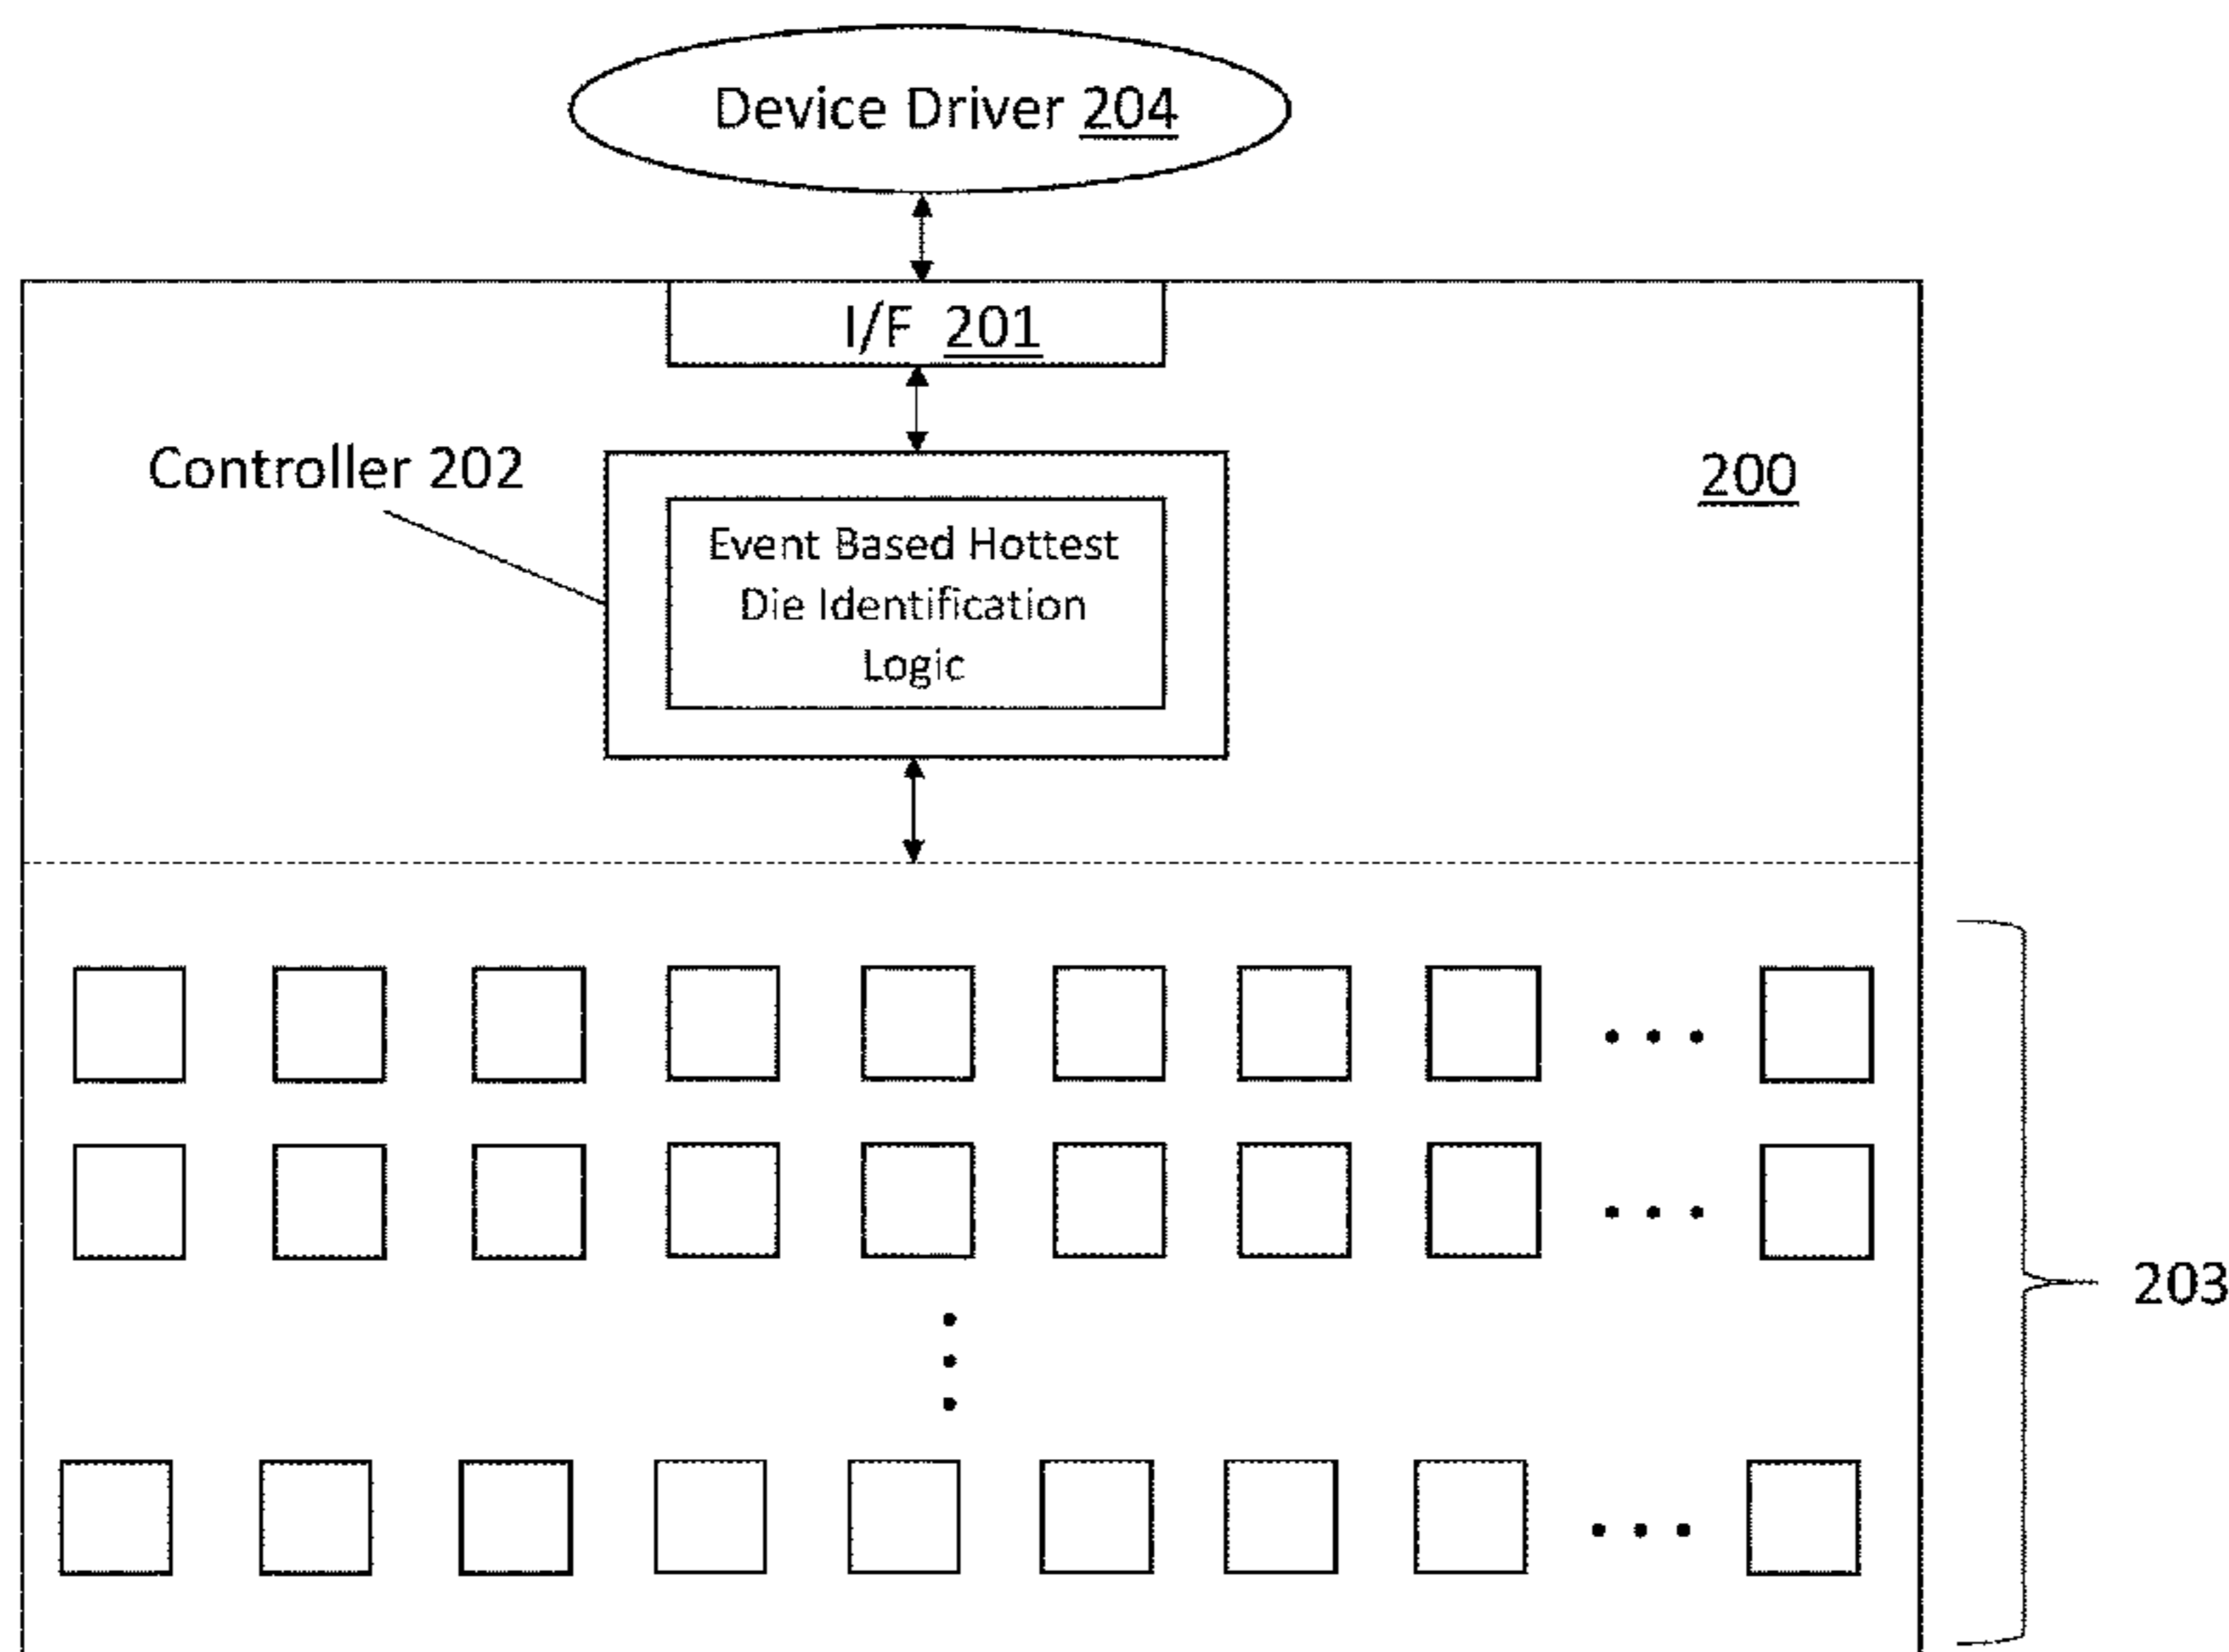 Device Driver 204
I/F 201
Controller 202
200
Event Based Hottest
Die Identification
Logic
203